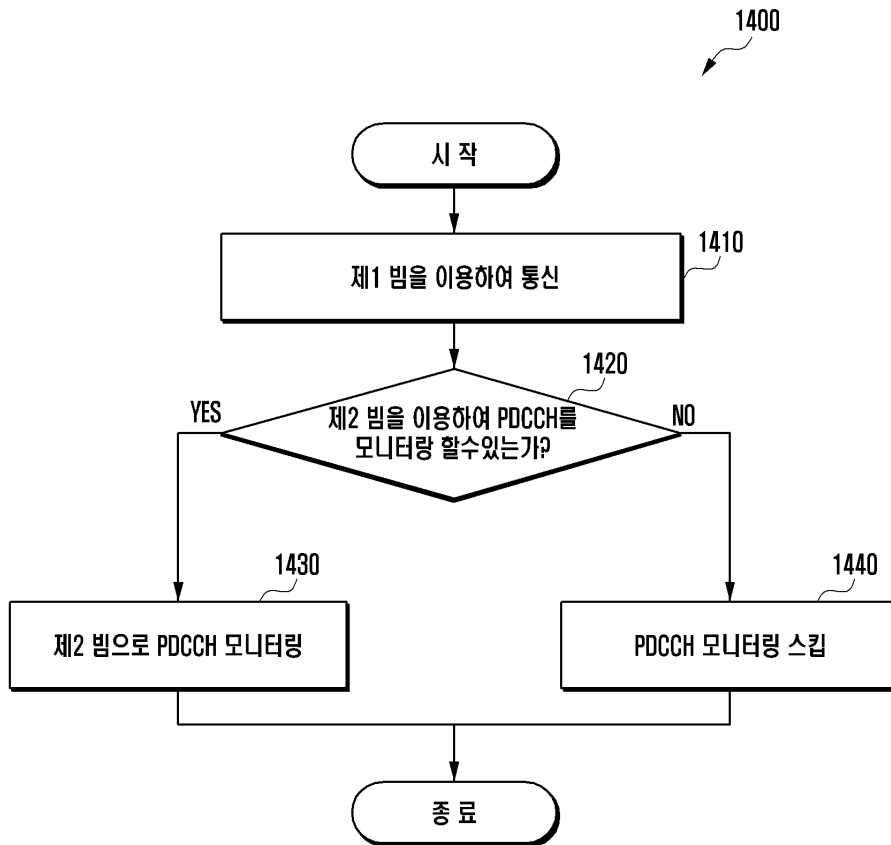 1400
시 작
1410
제1 빔을 이용하여 통신
1420
YES
제2 빔을 이용하여 PDCCH를
모니터랑 할수있는가?
NO
1430
1440
제2 빔으로 PDCCH 모니터링
PDCCH 모니터링 스킵
종 료